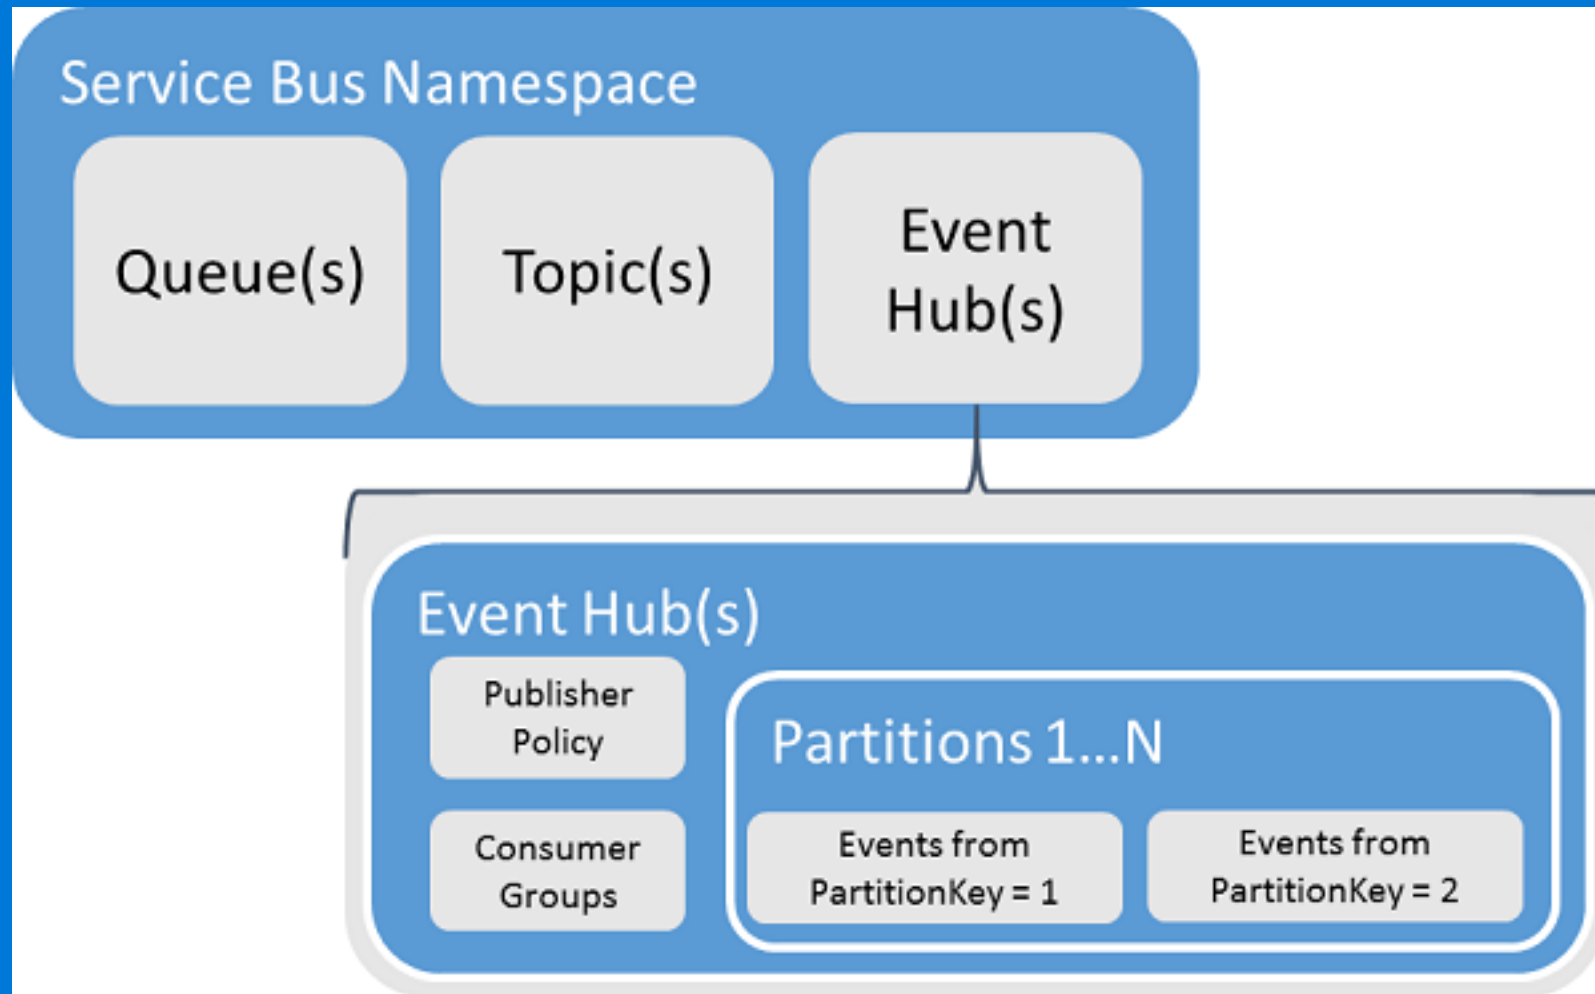 Service Bus Namespace
Queue(s)
Topic(s)
Event
Hub(s)
Event Hub(s)
Publisher
Policy
Consumer
Groups
Partitions 1...N
Events from
PartitionKey = 1
Events from
PartitionKey = 2